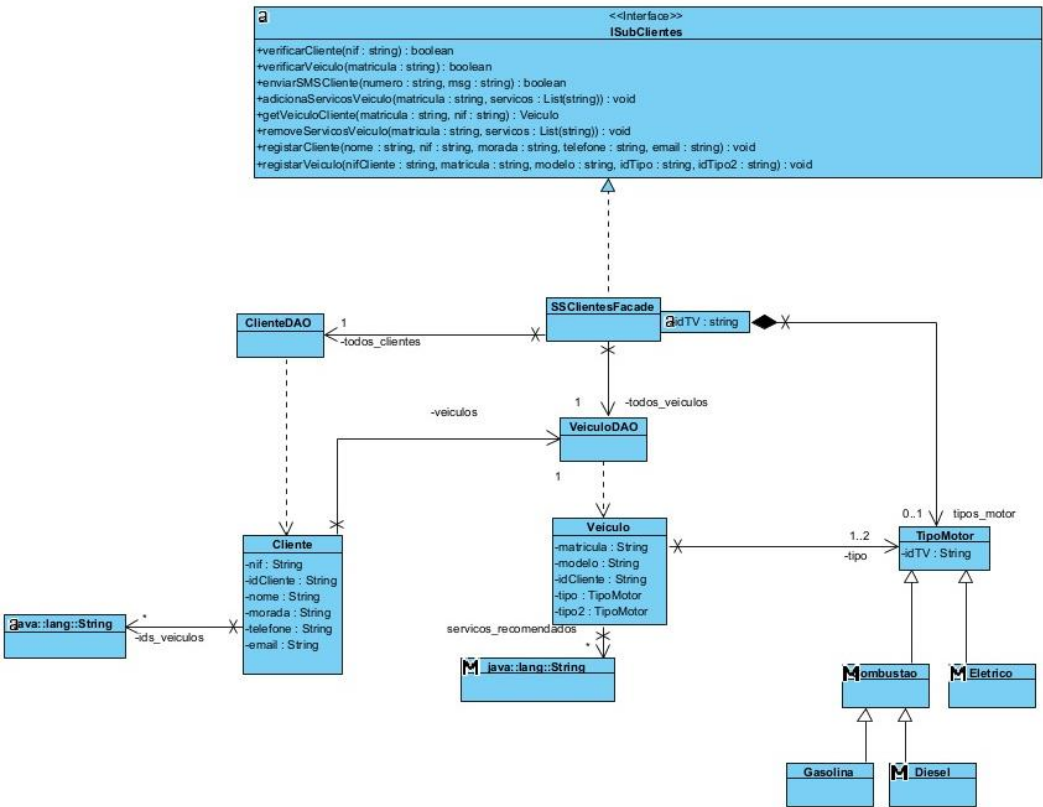 a
<<Interface>>
ISubClientes
+verificarCliente(nif : string) : boolean
+verificarVeiculo(matricula : string) : boolean
+enviarSMSCliente(numero : string, msg : string) : boolean
+adicionaServicosVeiculo(matricula : string, servicos : List(string)) : void
+getVeiculoCliente(matricula : string, nif : string) : Veiculo
+removeServicosVeiculo(matricula : string, servicos : List(string)) : void
+registarCliente(nome : string, nif : string, morada : string, telefone : string, email : string) : void
+registarVeiculo(nifCliente : string, matricula : string, modelo : string, idTipo : string, idTipo2 : string) : void
SSClientesFacade
a idTV : string
ClienteDAO
1
-todos_clientes
1
-todos_veiculos
-veiculos
VeiculoDAO
1
0..1 tipos_motor
Cliente
-nif : String
-idCliente : String
-nome : String
-morada : String
-telefone : String
-email : String
Veiculo
-matricula : String
-modelo : String
-idCliente : String
-tipo : TipoMotor
-tipo2 : TipoMotor
1..2
-tipo
TipoMotor
-idTV : String
a ava::lang::String
*
-ids_veiculos
servicos_recomendados
*
M java::lang::String
M ombustao
M Eletrico
Gasolina
M Diesel